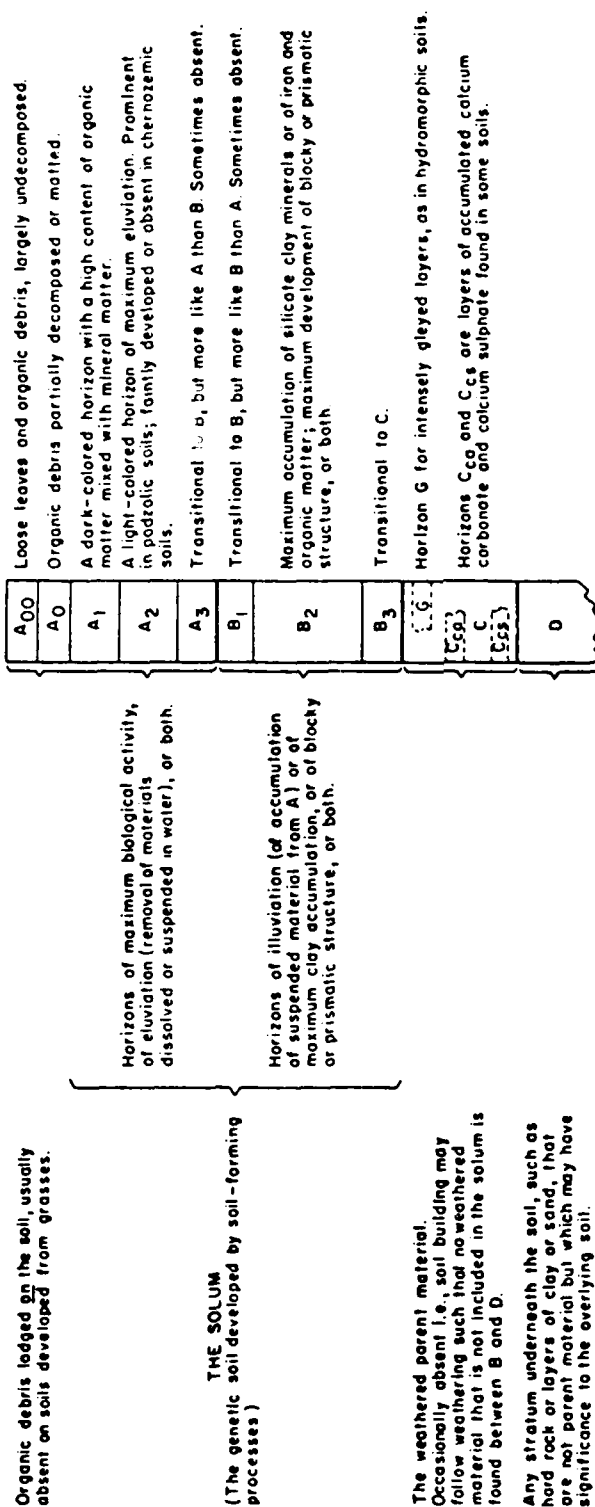 Organic debris lodged on the soil, usually
absent on soils developed from grasses.
THE SOLUM
(The genetic soil developed by soil-forming
processes)
The weathered parent material.
Occasionally absent i.e., soil building may
follow weathering such that no weathered
material that is not included in the solum is
found between B and D.
Any stratum underneath the soil, such as
hard rock or layers of clay or sand, that
are not parent material but which may have
significance to the overlying soil.
Horizons of maximum biological activity,
of eluviation (removal of materials
dissolved or suspended in water), or both.
Horizons of illuviation (of accumulation
of suspended material from A) or of
maximum clay accumulation, or of blocky
or prismatic structure, or both.
A00
A0
A1
A2
A3
B1
B2
B3
G
Cca
C
Ccs
D
Loose leaves and organic debris, largely undecomposed.
Organic debris partially decomposed or matted.
A dark-colored horizon with a high content of organic
matter mixed with mineral matter.
A light-colored horizon of maximum eluviation. Prominent
in podzolic soils; faintly developed or absent in chernozemic
soils.
Transitional to B, but more like A than B. Sometimes absent.
Transitional to B, but more like B than A. Sometimes absent.
Maximum accumulation of silicate clay minerals or of iron and
organic matter; maximum development of blocky or prismatic
structure, or both.
Transitional to C.
Horizon G for intensely gleyed layers, as in hydromorphic soils.
Horizons Cca and Ccs are layers of accumulated calcium
carbonate and calcium sulphate found in some soils.